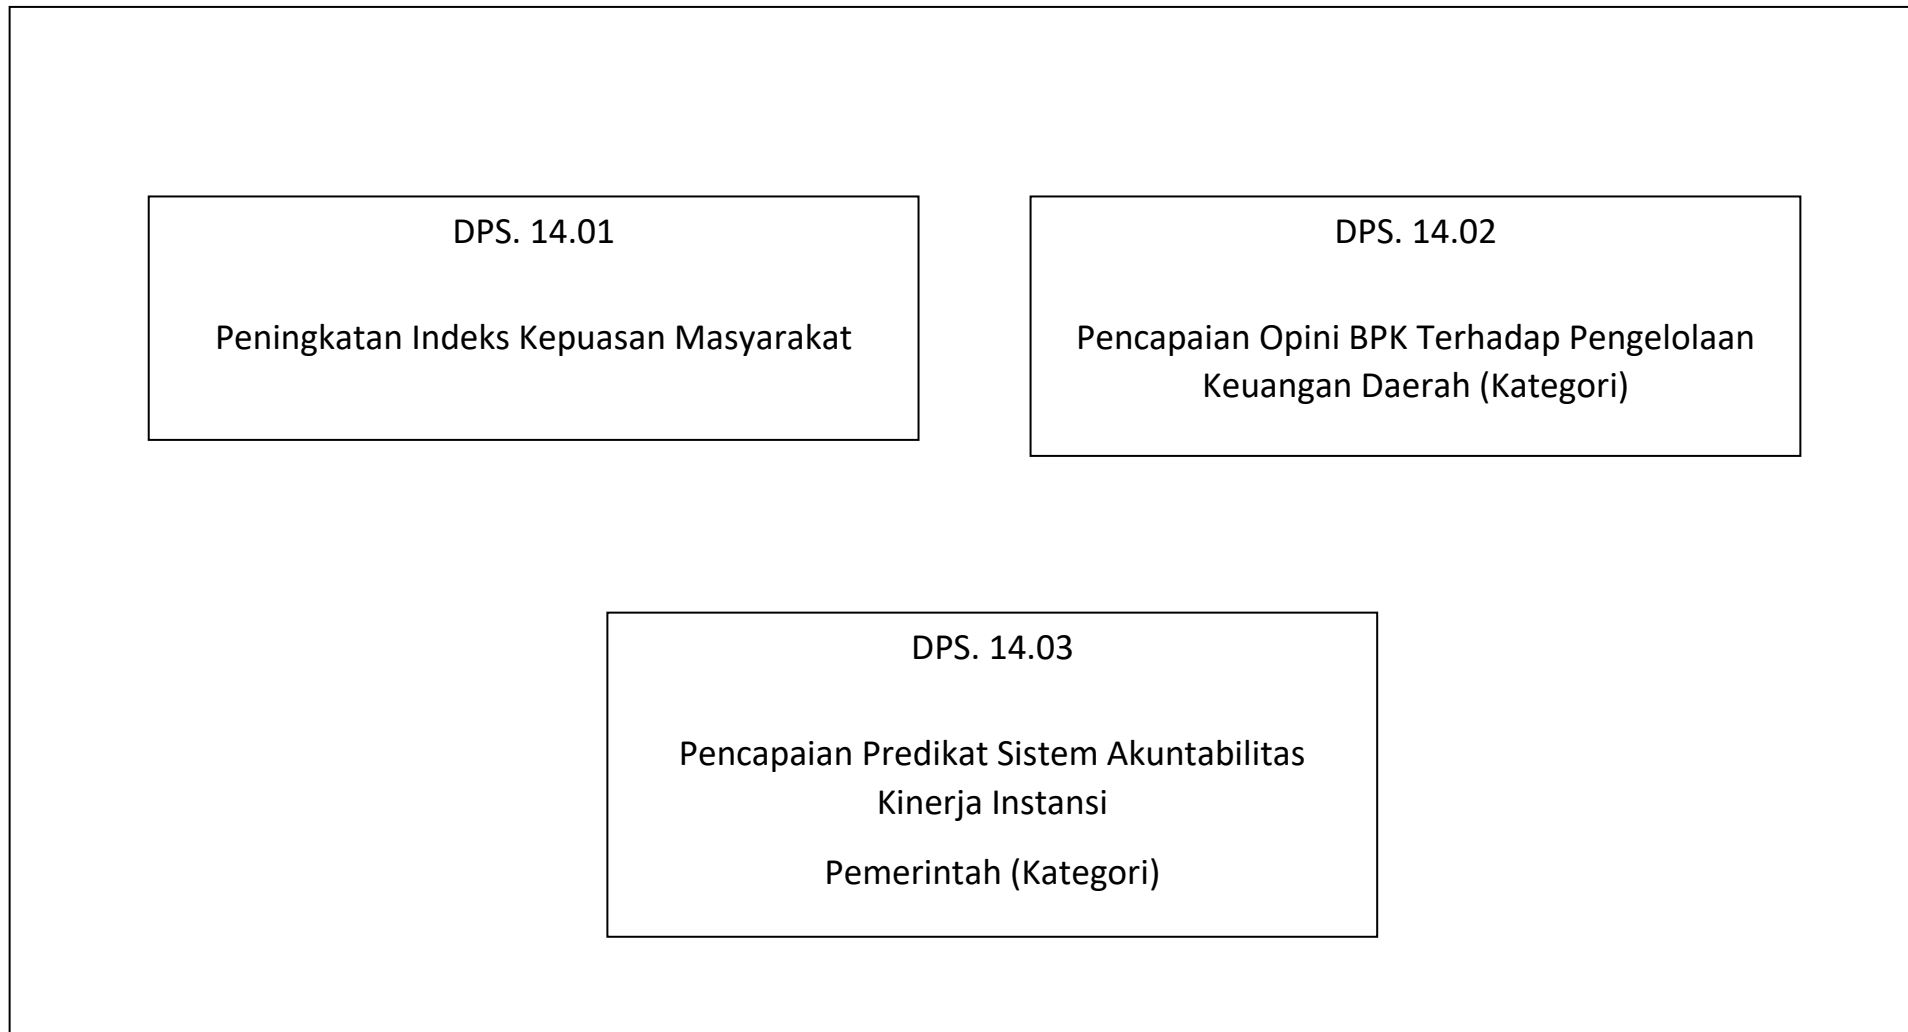 DPS. 14.01
Peningkatan Indeks Kepuasan Masyarakat
DPS. 14.02
Pencapaian Opini BPK Terhadap Pengelolaan
Keuangan Daerah (Kategori)
DPS. 14.03
Pencapaian Predikat Sistem Akuntabilitas
Kinerja Instansi
Pemerintah (Kategori)